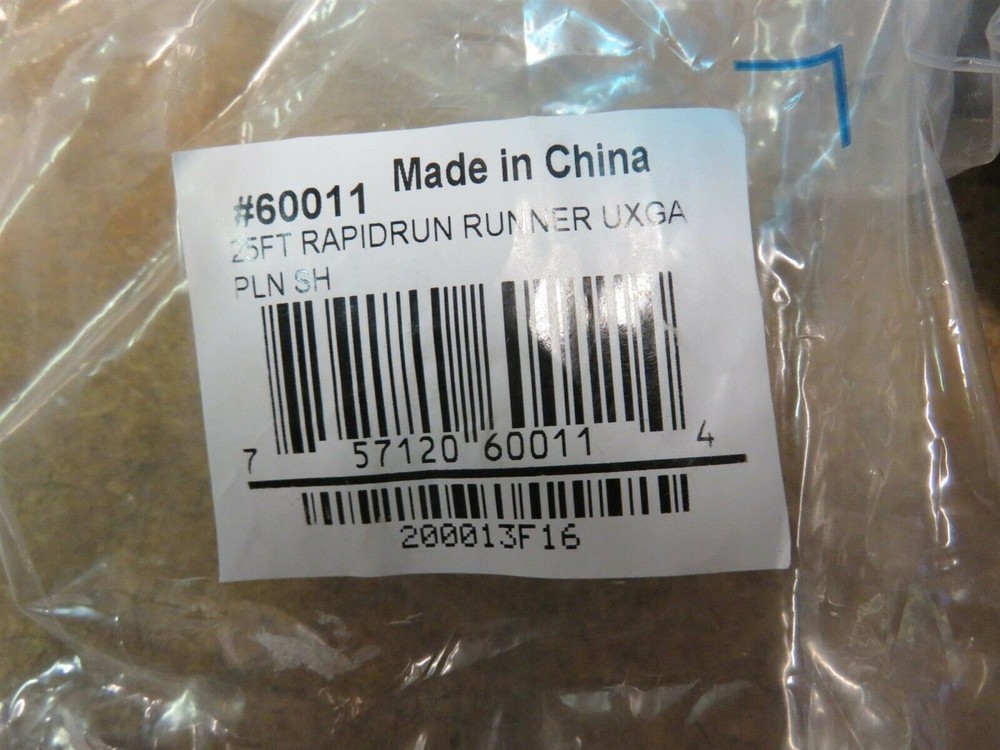 Made in China
#60011
25FT RAPIDRUN RUNNER UXGA
PLN SH
7 57120 60011 4
200013F16